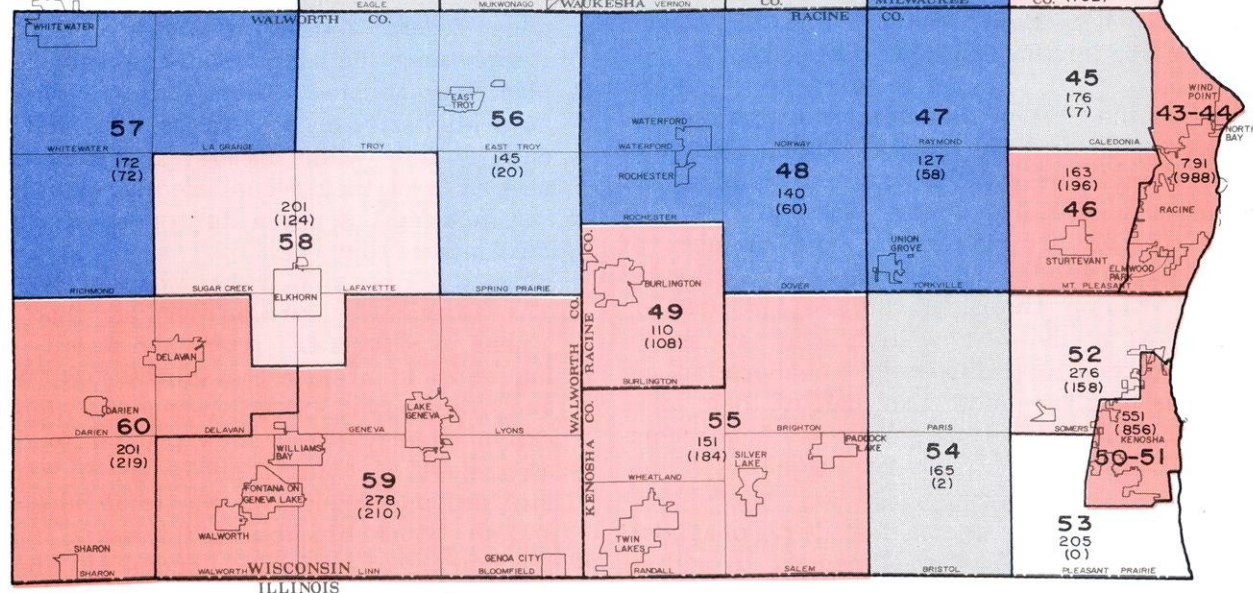 EAGLE
MUKWONAGO
WAUKESHA
VERNON
CO.
MILWAUKEE
CO.
WALWORTH CO.
RACINE CO.
WHITEWATER
57
WHITEWATER
172
(72)
LA GRANGE
RICHMOND
EAST
TROY
56
TROY
EAST TROY
145
(20)
SPRING PRAIRIE
201
(124)
58
SUGAR CREEK
ELKHORN
LAFAYETTE
WATERFORD
WATERFORD
ROCHESTER
ROCHESTER
NORWAY
48
140
(60)
DOVER
47
RAYMOND
127
(58)
UNION
GROVE
YORKVILLE
45
176
(7)
CALEDONIA
WIND
POINT
43-44
NORTH
BAY
791
(988)
RACINE
163
(196)
46
STURTEVANT
ELMWOOD
PARK
MT. PLEASANT
BURLINGTON
49
110
(108)
BURLINGTON
WALWORTH CO.
RACINE CO.
KENOSHA CO.
DELAVAN
DARIEN
DARIEN
60
201
(219)
DELAVAN
SHARON
SHARON
LAKE
GENEVA
GENEVA
LYONS
WILLIAMS
BAY
59
278
(210)
FONTANA ON
GENEVA LAKE
WALWORTH
WALWORTH
LINN
GENOA CITY
BLOOMFIELD
55
151
(184)
BRIGHTON
PADDOCK
LAKE
SILVER
LAKE
WHEATLAND
TWIN
LAKES
RANDALL
SALEM
PARIS
54
165
(2)
BRISTOL
52
276
(158)
SOMERS
551
(856)
KENOSHA
50-51
53
205
(0)
PLEASANT PRAIRIE
WISCONSIN
ILLINOIS